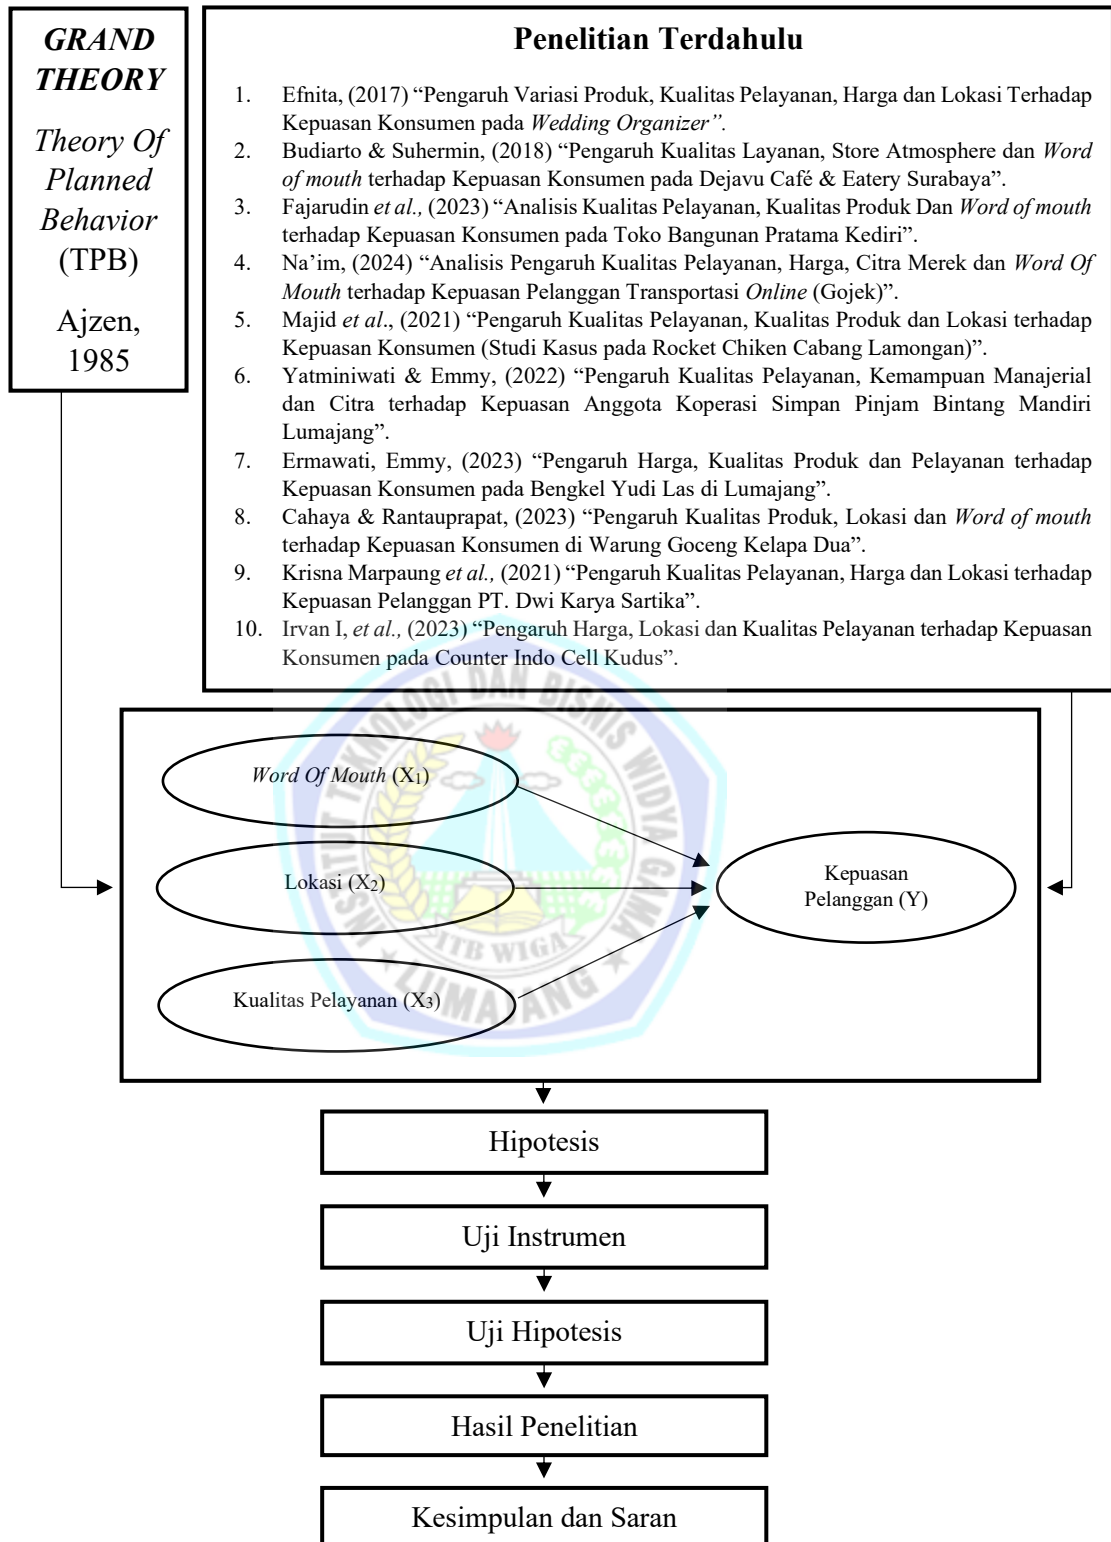 GRAND
THEORY
Theory Of
Planned
Behavior
(TPB)
Ajzen,
1985
Penelitian Terdahulu
1. Efnita, (2017) “Pengaruh Variasi Produk, Kualitas Pelayanan, Harga dan Lokasi Terhadap
Kepuasan Konsumen pada Wedding Organizer”.
2. Budiarto & Suhermin, (2018) “Pengaruh Kualitas Layanan, Store Atmosphere dan Word
of mouth terhadap Kepuasan Konsumen pada Dejavu Café & Eatery Surabaya”.
3. Fajarudin et al., (2023) “Analisis Kualitas Pelayanan, Kualitas Produk Dan Word of mouth
terhadap Kepuasan Konsumen pada Toko Bangunan Pratama Kediri”.
4. Na’im, (2024) “Analisis Pengaruh Kualitas Pelayanan, Harga, Citra Merek dan Word Of
Mouth terhadap Kepuasan Pelanggan Transportasi Online (Gojek)”.
5. Majid et al., (2021) “Pengaruh Kualitas Pelayanan, Kualitas Produk dan Lokasi terhadap
Kepuasan Konsumen (Studi Kasus pada Rocket Chiken Cabang Lamongan)”.
6. Yatminiwati & Emmy, (2022) “Pengaruh Kualitas Pelayanan, Kemampuan Manajerial
dan Citra terhadap Kepuasan Anggota Koperasi Simpan Pinjam Bintang Mandiri
Lumajang”.
7. Ermawati, Emmy, (2023) “Pengaruh Harga, Kualitas Produk dan Pelayanan terhadap
Kepuasan Konsumen pada Bengkel Yudi Las di Lumajang”.
8. Cahaya & Rantauprapat, (2023) “Pengaruh Kualitas Produk, Lokasi dan Word of mouth
terhadap Kepuasan Konsumen di Warung Goceng Kelapa Dua”.
9. Krisna Marpaung et al., (2021) “Pengaruh Kualitas Pelayanan, Harga dan Lokasi terhadap
Kepuasan Pelanggan PT. Dwi Karya Sartika”.
10. Irvan I, et al., (2023) “Pengaruh Harga, Lokasi dan Kualitas Pelayanan terhadap Kepuasan
Konsumen pada Counter Indo Cell Kudus”.
INSTITUT TEKNOLOGI DAN BISNIS WIDYA GAMA
ITB WIGA
LUMAJANG
Word Of Mouth (X1)
Lokasi (X2)
Kualitas Pelayanan (X3)
Kepuasan
Pelanggan (Y)
Hipotesis
Uji Instrumen
Uji Hipotesis
Hasil Penelitian
Kesimpulan dan Saran